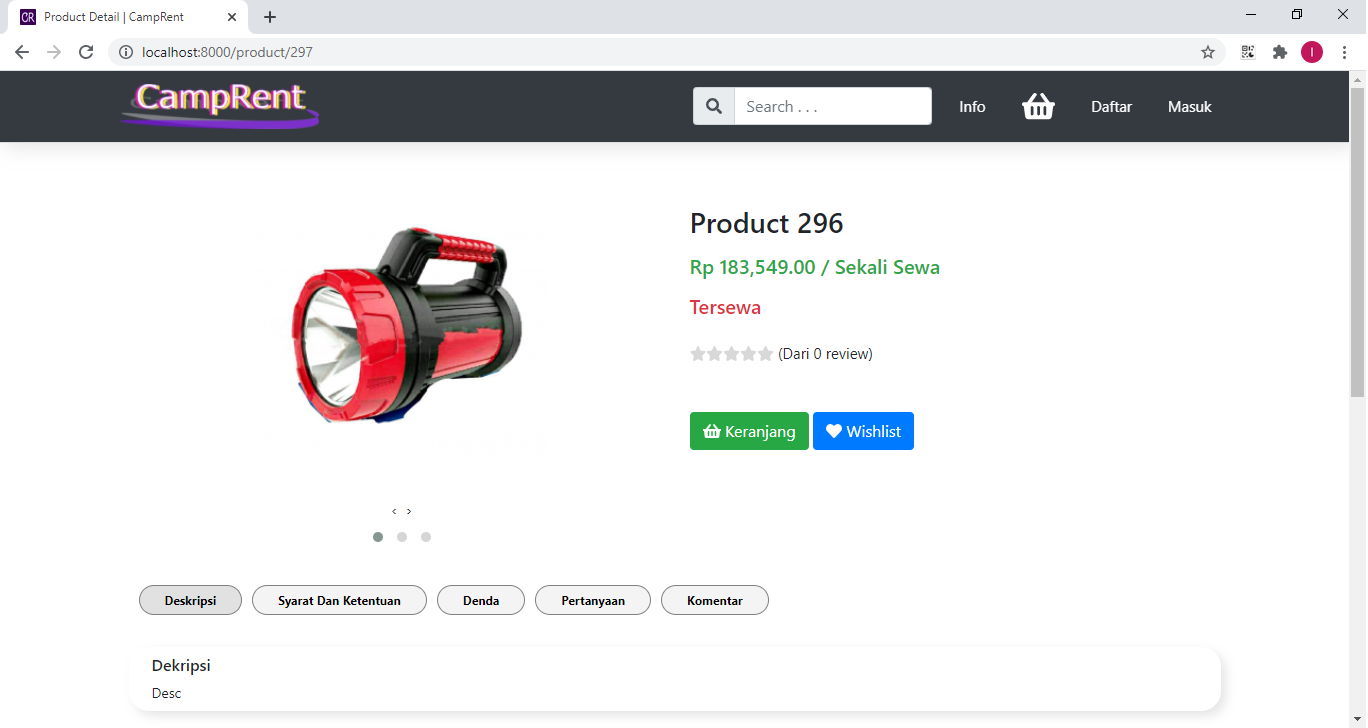 CR Product Detail | CampRent
localhost:8000/product/297
I
CampRent
Search . . .
Info
Daftar
Masuk
Product 296
Rp 183,549.00 / Sekali Sewa
Tersewa
(Dari 0 review)
Keranjang
Wishlist
‹ ›
Deskripsi
Syarat Dan Ketentuan
Denda
Pertanyaan
Komentar
Dekripsi
Desc